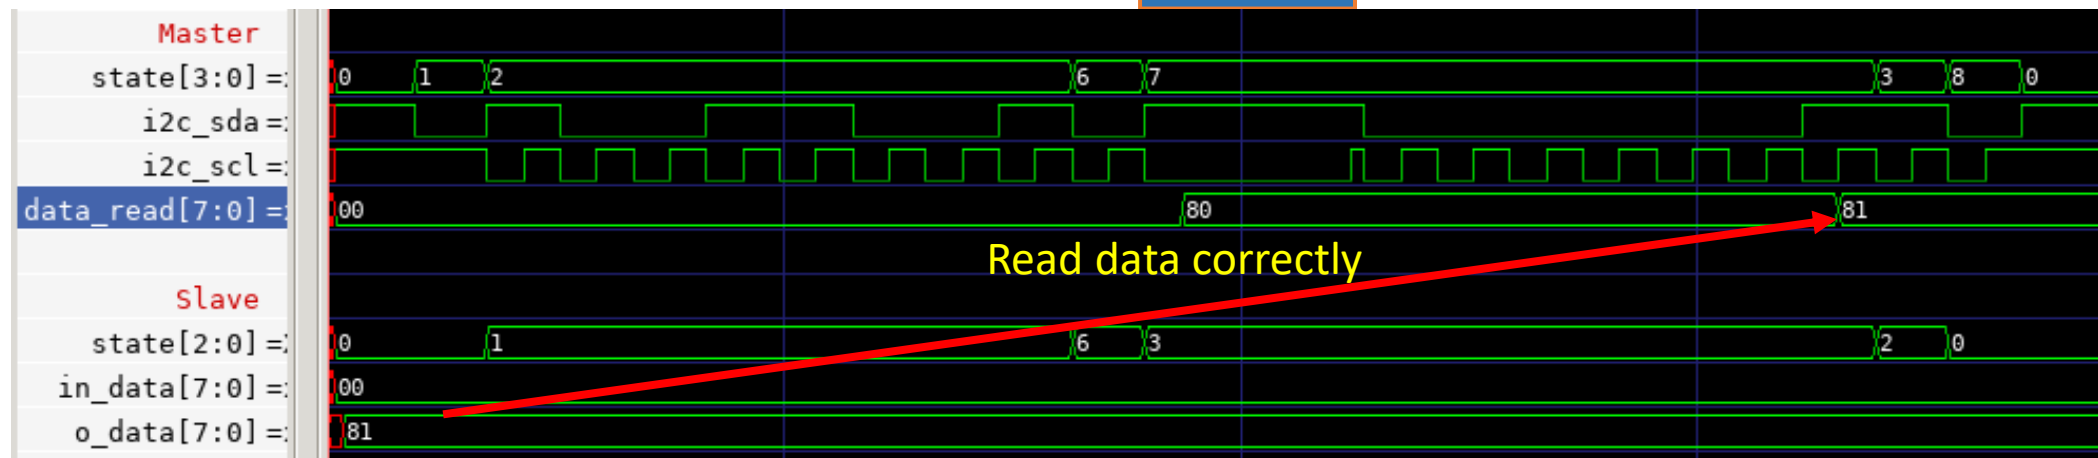 Master
state[3:0] =x 0 1 2 6 7 3 8 0
i2c_sda =x
i2c_scl =x
data_read[7:0] =x 00 80 81
Read data correctly
Slave
state[2:0] =X 0 1 6 3 2 0
in_data[7:0] =x 00
o_data[7:0] =x 81